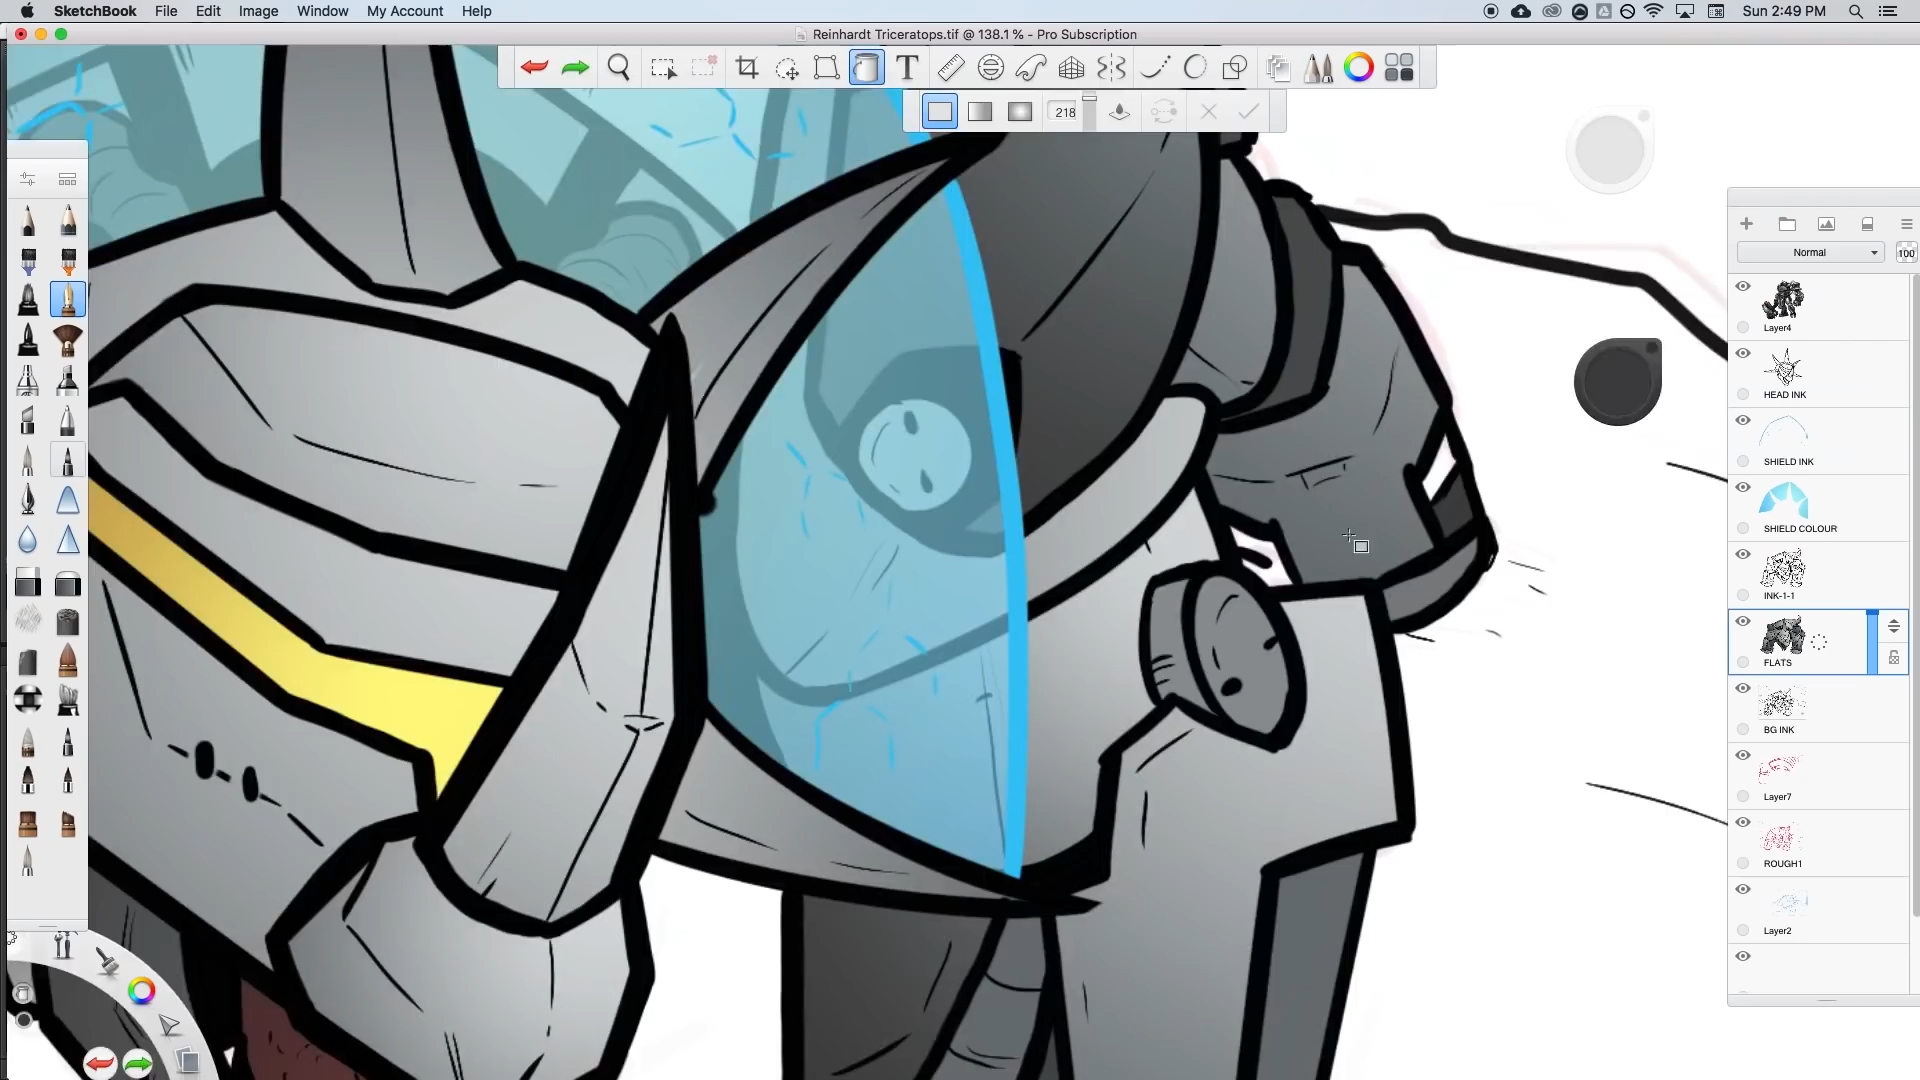 SketchBook File Edit Image Window My Account Help Sun 2:49 PM
Reinhardt Triceratops.tif @ 138.1 % - Pro Subscription
T
218
Normal 100
Layer4
HEAD INK
SHIELD INK
SHIELD COLOUR
INK-1-1
FLATS
BG INK
Layer7
ROUGH1
Layer2